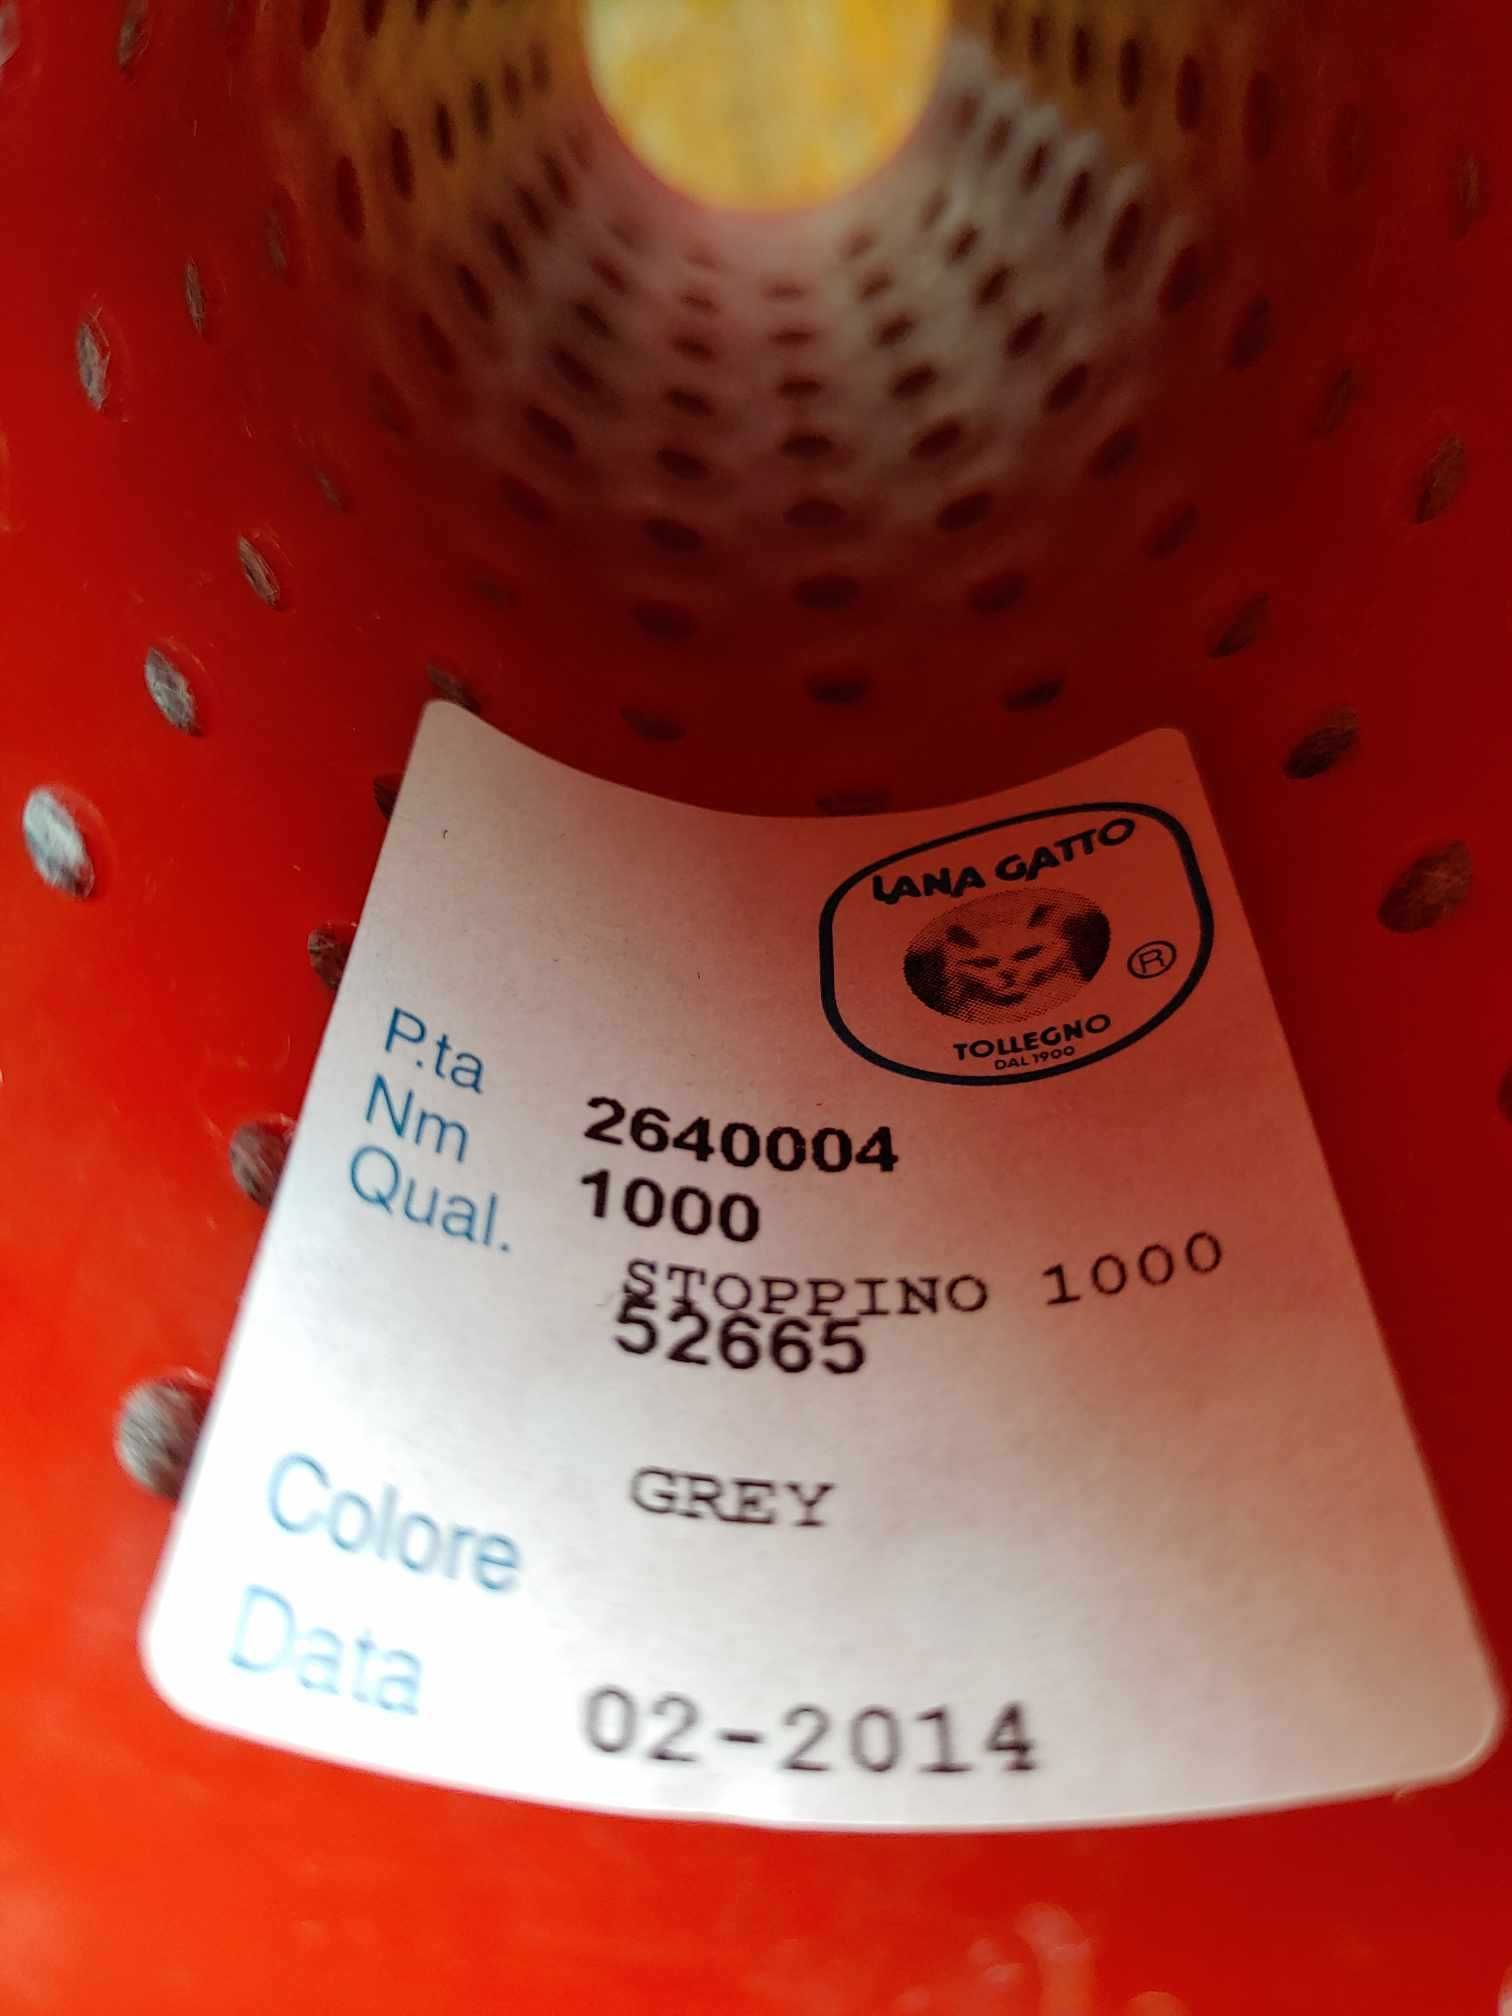 LANA GATTO
®
TOLLEGNO
DAL 1900
P.ta 2640004
Nm 1000
Qual. STOPPINO 1000
52665
Colore GREY
Data 02-2014